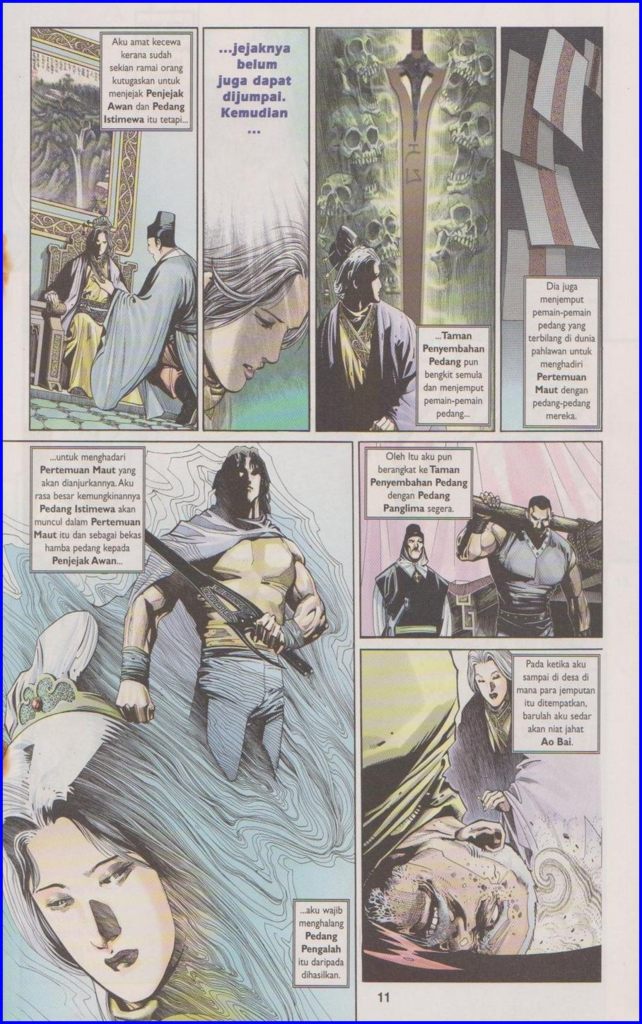 Aku amat kecewa
kerana sudah
sekian ramai orang
kutugaskan untuk
menjejak Penjejak
Awan dan Pedang
Istimewa itu tetapi...
...jejaknya
belum
juga dapat
dijumpai.
Kemudian
...
...Taman
Penyembahan
Pedang pun
bengkit semula
dan menjemput
pemain-pemain
pedang...
Dia juga
menjemput
pemain-pemain
pedang yang
terbilang di dunia
pahlawan untuk
menghadiri
Pertemuan
Maut dengan
pedang-pedang
mereka.
...untuk menghadari
Pertemuan Maut yang
akan dianjurkannya. Aku
rasa besar kemungkinannya
Pedang Istimewa akan
muncul dalam Pertemuan
Maut itu dan sebagai bekas
hamba pedang kepada
Penjejak Awan...
Oleh Itu aku pun
berangkat ke Taman
Penyembahan Pedang
dengan Pedang
Panglima segera.
Pada ketika aku
sampai di desa di
mana para jemputan
itu ditempatkan,
barulah aku sedar
akan niat jahat
Ao Bai.
...aku wajib
menghalang
Pedang
Pengalah
itu daripada
dihasilkan.
11